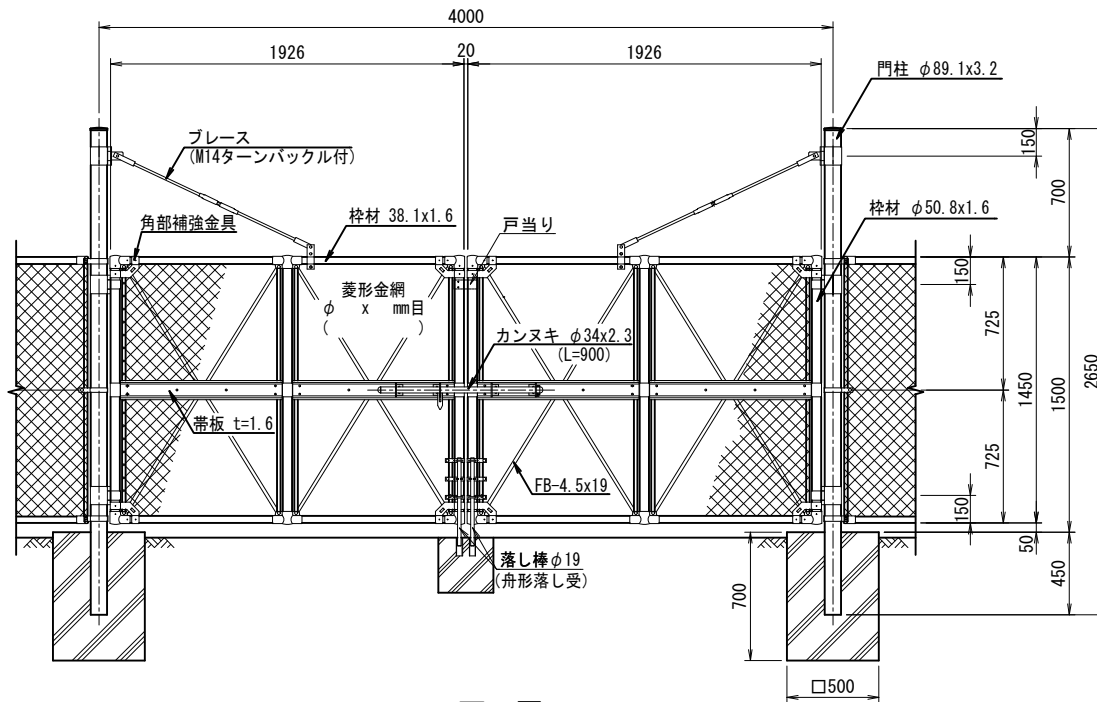 4000
1926
20
1926
門柱 φ89.1x3.2
ブレース
(M14ターンバックル付)
150
700
角部補強金具
枠材 38.1x1.6
戸当り
枠材 φ50.8x1.6
150
菱形金網
φ x mm目
( )
カンヌキ φ34x2.3
(L=900)
725
1450
1500
2650
帯板 t=1.6
725
FB-4.5x19
150
50
落し棒φ19
(舟形落し受)
700
450
□500